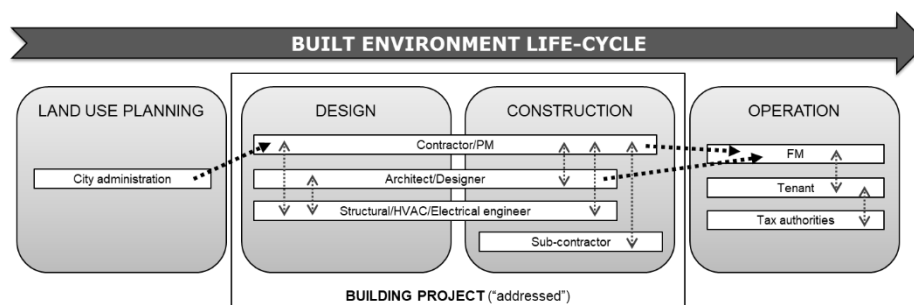 BUILT ENVIRONMENT LIFE-CYCLE
LAND USE PLANNING
DESIGN
CONSTRUCTION
OPERATION
Contractor/PM
FM
City administration
Architect/Designer
Tenant
Structural/HVAC/Electrical engineer
Tax authorities
Sub-contractor
BUILDING PROJECT ("addressed")